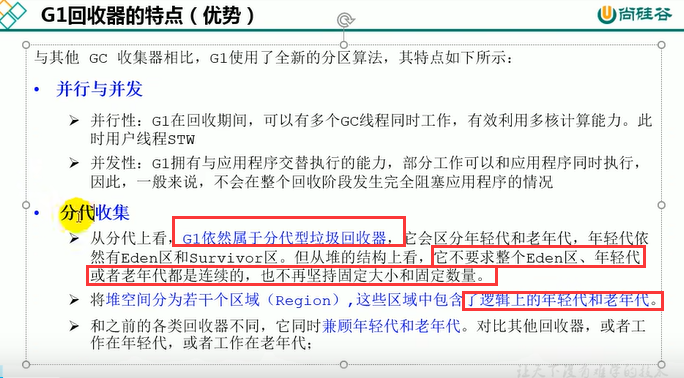 G1回收器的特点（优势）
尚硅谷
与其他 GC 收集器相比，G1使用了全新的分区算法，其特点如下所示：
• 并行与并发
➢ 并行性：G1在回收期间，可以有多个GC线程同时工作，有效利用多核计算能力。此
时用户线程STW
➢ 并发性：G1拥有与应用程序交替执行的能力，部分工作可以和应用程序同时执行，
因此，一般来说，不会在整个回收阶段发生完全阻塞应用程序的情况
• 分代收集
➢ 从分代上看，G1依然属于分代型垃圾回收器，它会区分年轻代和老年代，年轻代依
然有Eden区和Survivor区。但从堆的结构上看，它不要求整个Eden区、年轻代
或者老年代都是连续的，也不再坚持固定大小和固定数量。
➢ 将堆空间分为若干个区域（Region）,这些区域中包含了逻辑上的年轻代和老年代。
➢ 和之前的各类回收器不同，它同时兼顾年轻代和老年代。对比其他回收器，或者工
作在年轻代，或者工作在老年代；
让天下没有难学的技术